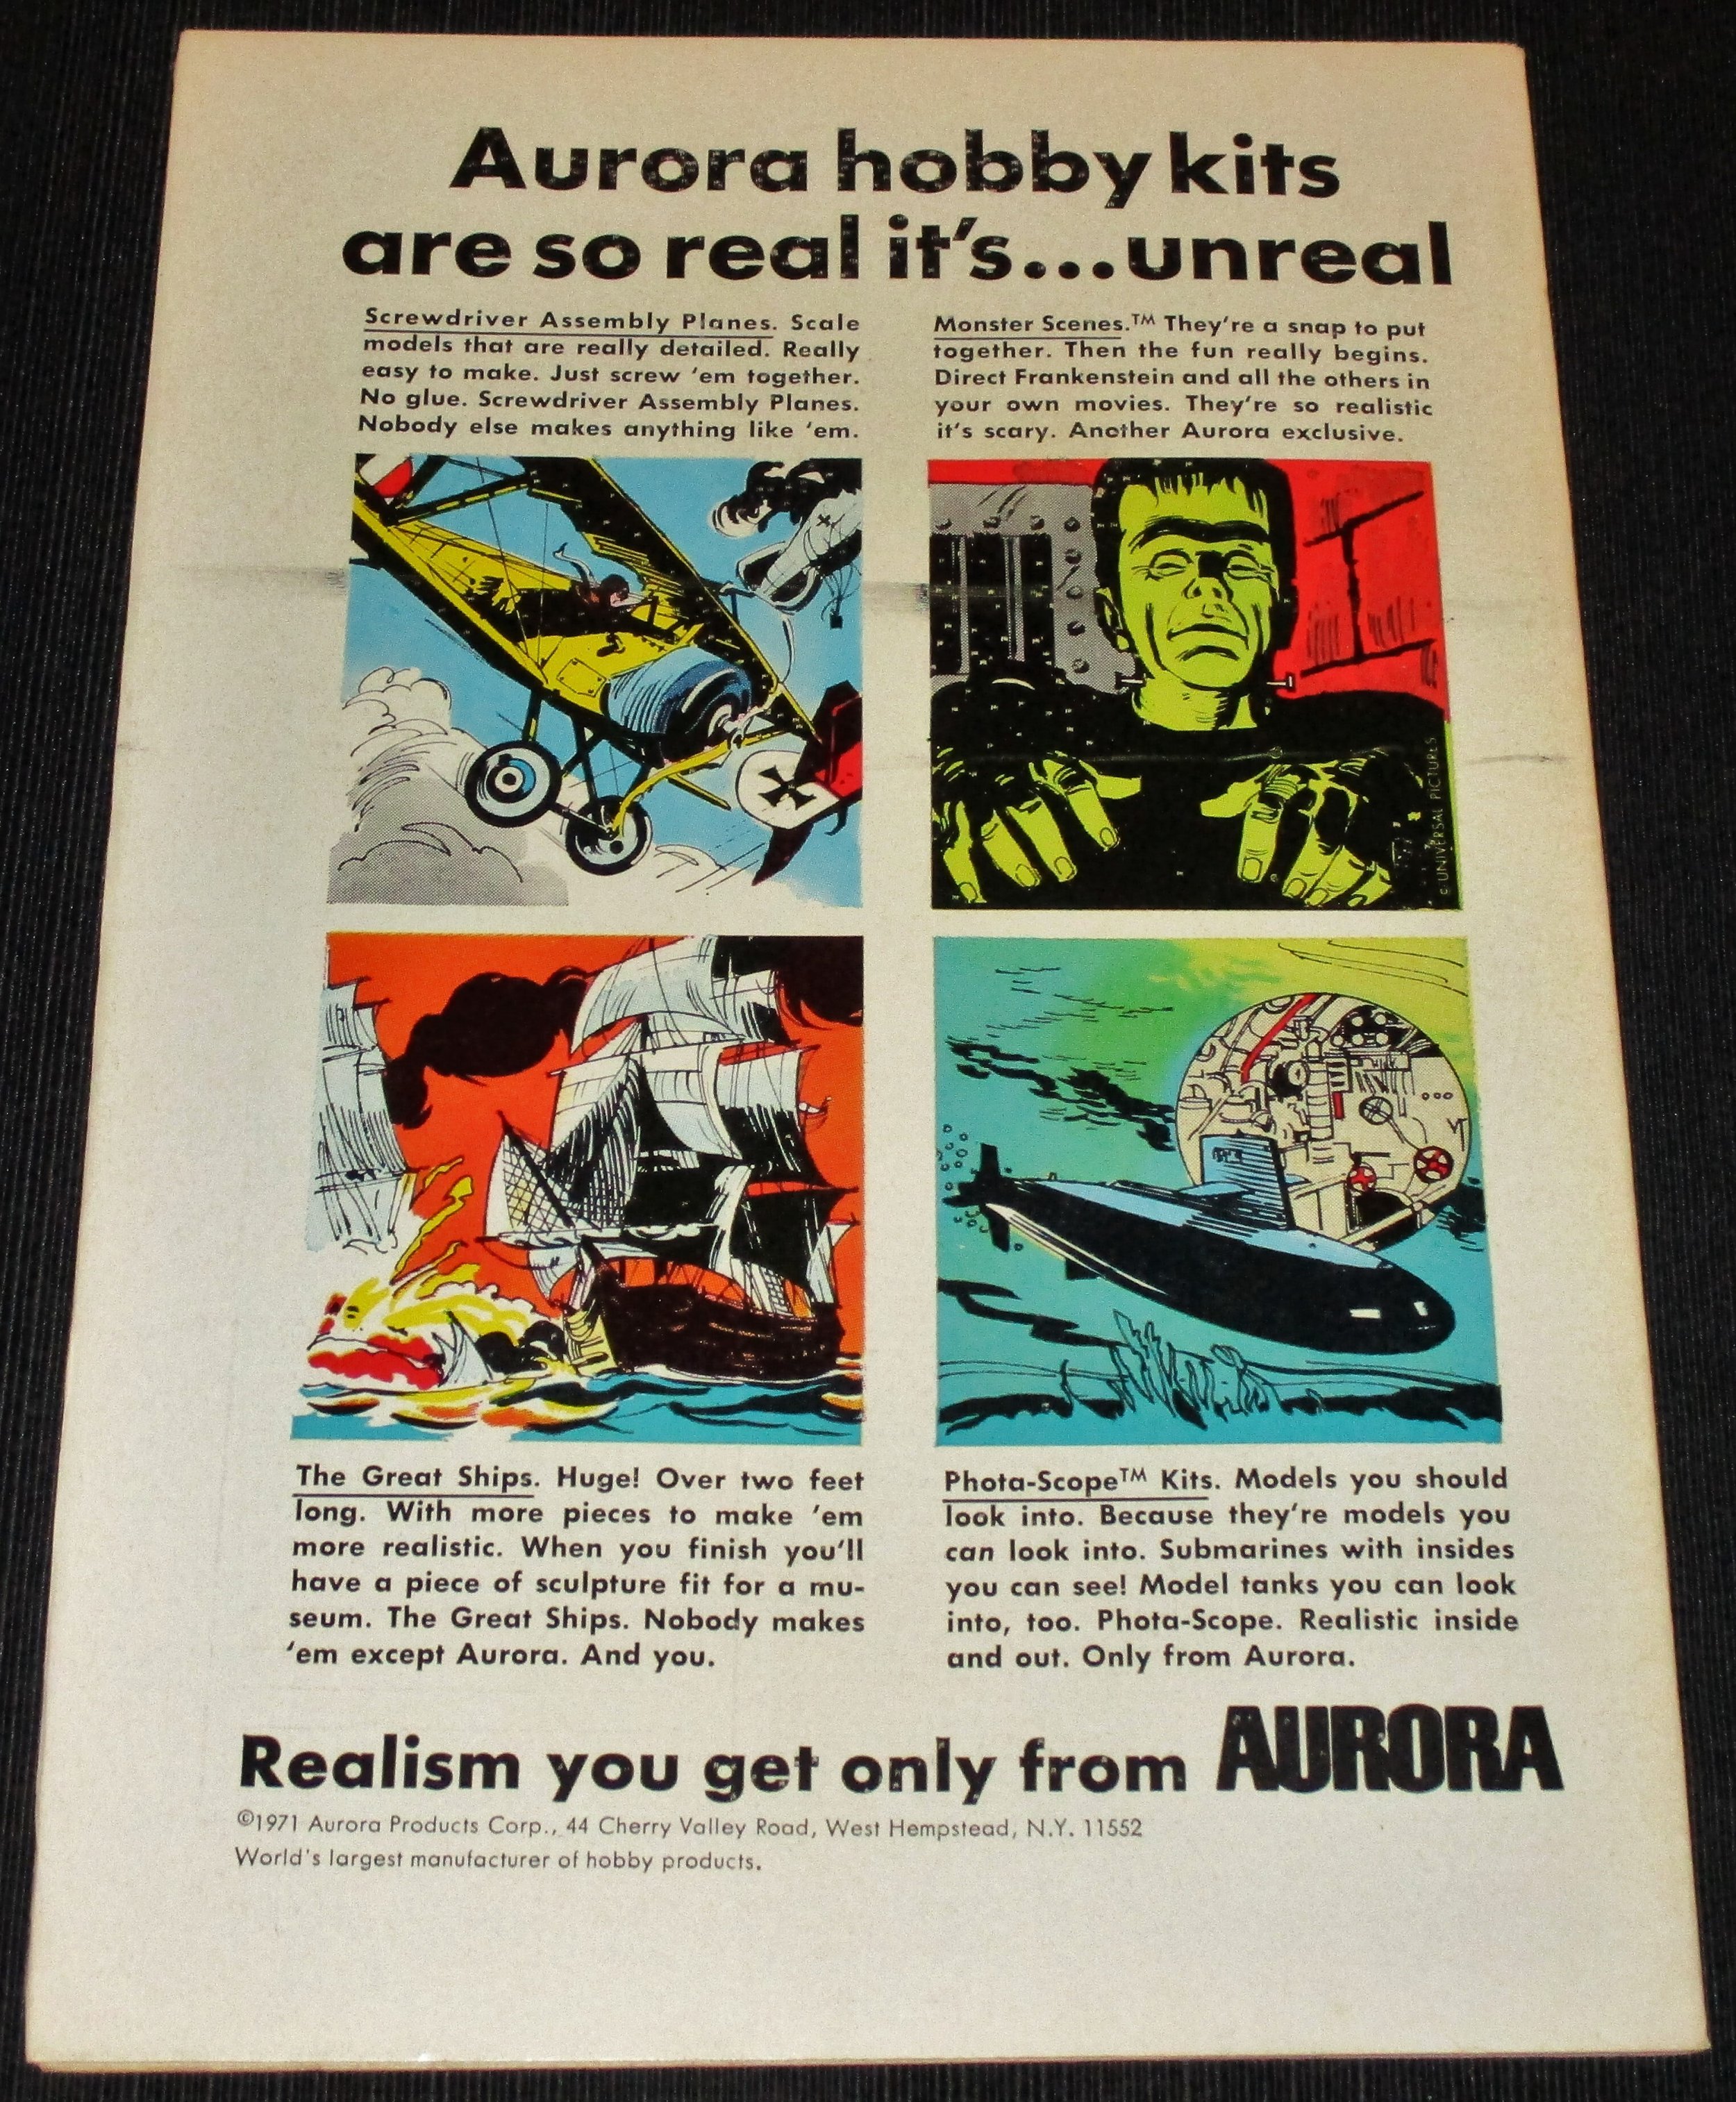 Aurora hobby kits
are so real it's...unreal
Screwdriver Assembly Planes. Scale
models that are really detailed. Really
easy to make. Just screw 'em together.
No glue. Screwdriver Assembly Planes.
Nobody else makes anything like 'em.
Monster Scenes.™ They're a snap to put
together. Then the fun really begins.
Direct Frankenstein and all the others in
your own movies. They're so realistic
it's scary. Another Aurora exclusive.
© UNIVERSAL PICTURES
The Great Ships. Huge! Over two feet
long. With more pieces to make 'em
more realistic. When you finish you'll
have a piece of sculpture fit for a mu-
seum. The Great Ships. Nobody makes
'em except Aurora. And you.
Phota-Scope™ Kits. Models you should
look into. Because they're models you
can look into. Submarines with insides
you can see! Model tanks you can look
into, too. Phota-Scope. Realistic inside
and out. Only from Aurora.
Realism you get only from AURORA
©1971 Aurora Products Corp., 44 Cherry Valley Road, West Hempstead, N.Y. 11552
World's largest manufacturer of hobby products.